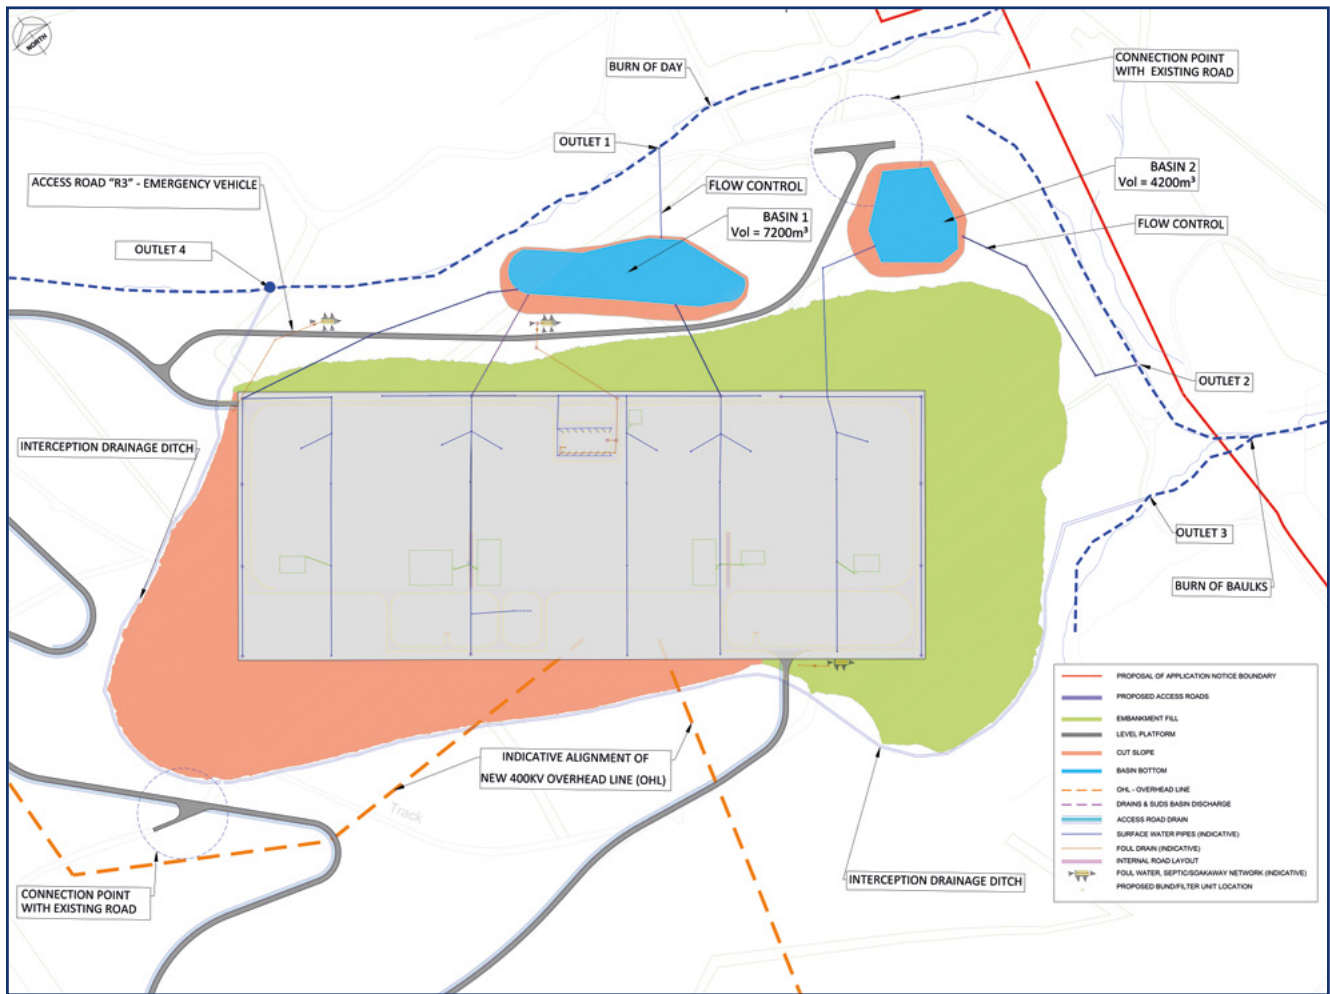 NORTH
BURN OF DAY
CONNECTION POINT
WITH EXISTING ROAD
OUTLET 1
ACCESS ROAD "R3" - EMERGENCY VEHICLE
FLOW CONTROL
BASIN 2
Vol = 4200m³
BASIN 1
Vol = 7200m³
FLOW CONTROL
OUTLET 4
OUTLET 2
INTERCEPTION DRAINAGE DITCH
OUTLET 3
BURN OF BAULKS
INDICATIVE ALIGNMENT OF
NEW 400KV OVERHEAD LINE (OHL)
Track
CONNECTION POINT
WITH EXISTING ROAD
INTERCEPTION DRAINAGE DITCH
PROPOSAL OF APPLICATION NOTICE BOUNDARY
PROPOSED ACCESS ROADS
EMBANKMENT FILL
LEVEL PLATFORM
CUT SLOPE
BASIN BOTTOM
OHL - OVERHEAD LINE
DRAINS & SUDS BASIN DISCHARGE
ACCESS ROAD DRAIN
SURFACE WATER PIPES (INDICATIVE)
FOUL DRAIN (INDICATIVE)
INTERNAL ROAD LAYOUT
FOUL WATER, SEPTIC/SOAKAWAY NETWORK (INDICATIVE)
PROPOSED BUND/FILTER UNIT LOCATION